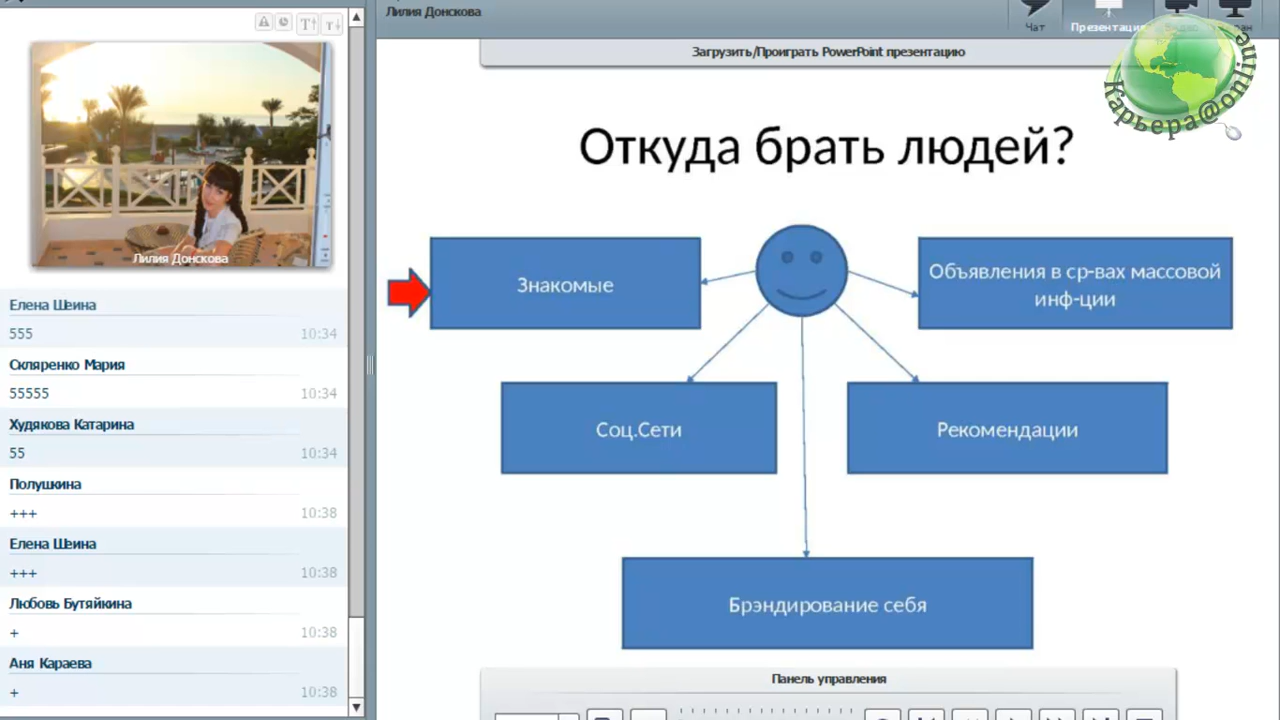 Лилия Донскова
Елена Шеина
555
10:34
Скляренко Мария
55555
10:34
Худякова Катарина
55
10:34
Полушкина
+++
10:38
Елена Шеина
+++
10:38
Любовь Бутяйкина
+
10:38
Аня Караева
+
10:38
Лилия Донскова
Чат
Презентация
Загрузить/Проиграть PowerPoint презентацию
Карьера@online
Откуда брать людей?
Знакомые
Объявления в ср-вах массовой
инф-ции
Соц.Сети
Рекомендации
Брэндирование себя
Панель управления